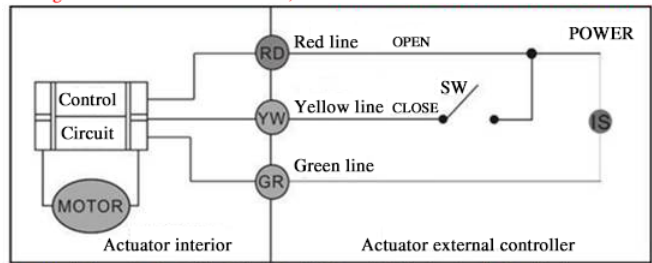 POWER
RD Red line OPEN
SW
Control
YW Yellow line CLOSE
IS
Circuit
Green line
GR
MOTOR
Actuator interior
Actuator external controller